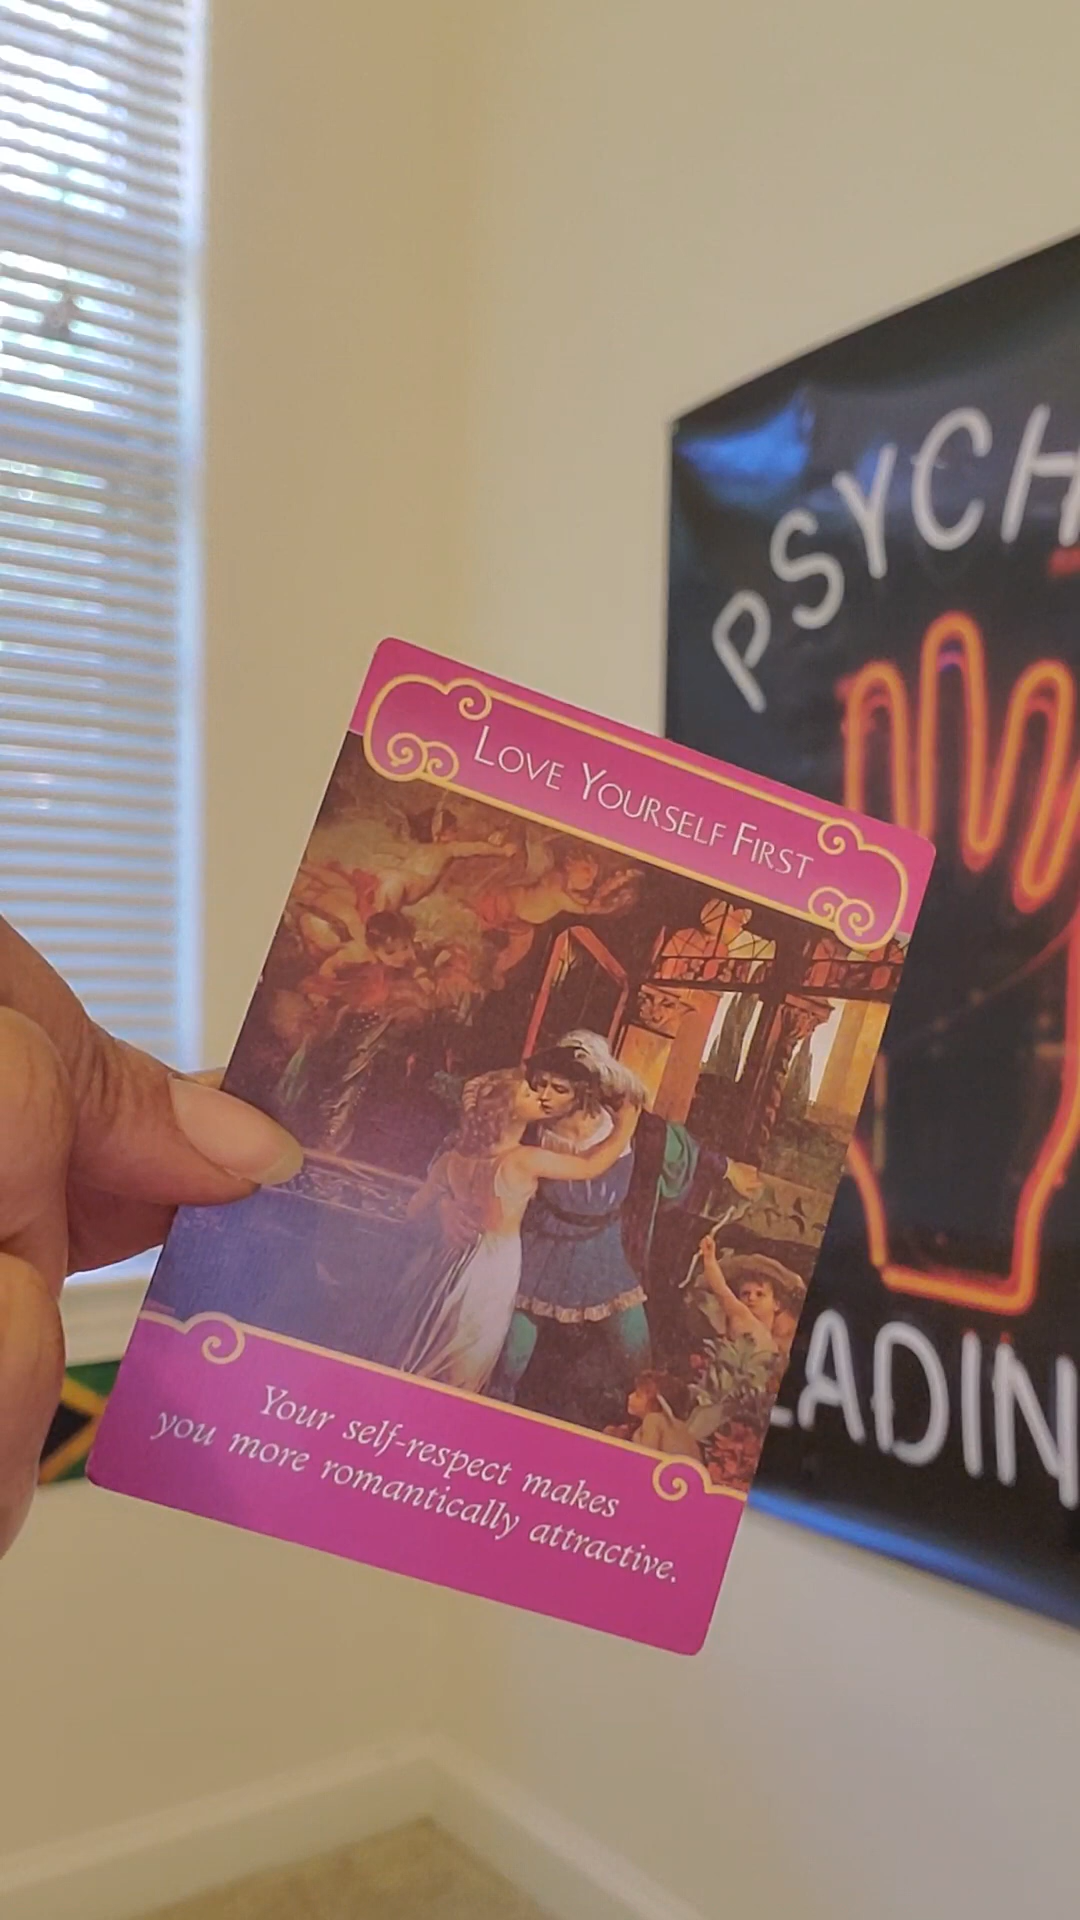 PSYCH
LOVE YOURSELF FIRST
Your self-respect makes
you more romantically attractive.
ADIN